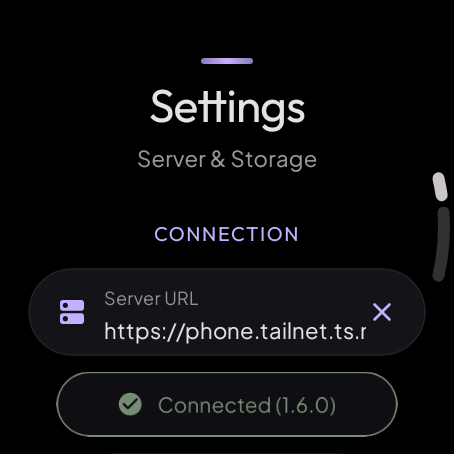 Settings
Server & Storage
CONNECTION
Server URL
https://phone.tailnet.ts.r
Connected (1.6.0)